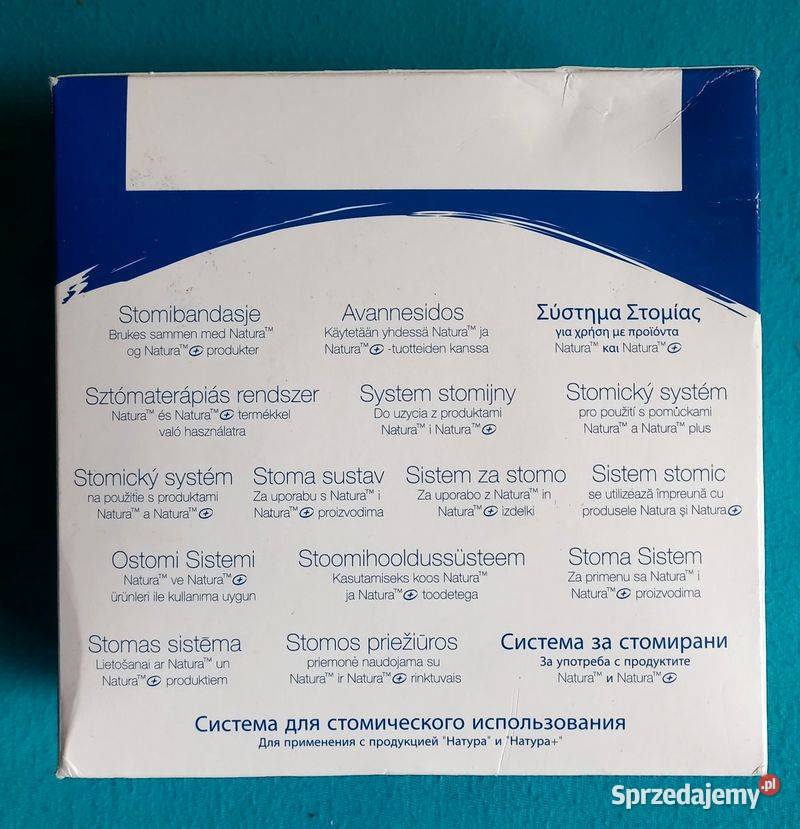 Stomibandasje
Brukes sammen med Natura™
og Natura™+ produkter
Avannesidos
Käytetään yhdessä Natura™ ja
Natura™+ -tuotteiden kanssa
Σύστημα Στομίας
για χρήση με προϊόντα
Natura™ και Natura™+
Sztómaterápiás rendszer
Natura™ és Natura™+ termékkel
való használatra
System stomijny
Do uzycia z produktami
Natura™ i Natura™+
Stomický systém
pro použití s pomůckami
Natura™ a Natura™ plus
Stomický systém
na použitie s produktami
Natura™ a Natura™+
Stoma sustav
Za uporabu s Natura™ i
Natura™+ proizvodima
Sistem za stomo
Za uporabo z Natura™ in
Natura™+ izdelki
Sistem stomic
se utilizează împreună cu
produsele Natura și Natura+
Ostomi Sistemi
Natura™ ve Natura™+
ürünleri ile kullanıma uygun
Stoomihooldussüsteem
Kasutamiseks koos Natura™
ja Natura™+ toodetega
Stoma Sistem
Za primenu sa Natura™ i
Natura™+ proizvodima
Stomas sistēma
Lietošanai ar Natura™ un
Natura™+ produktiem
Stomos priežiūros
priemonė naudojama su
Natura™ ir Natura™+ rinktuvais
Система за стомирани
За употреба с продуктите
Natura™ и Natura™+
Система для стомического использования
Для применения с продукцией "Натура" и "Натура+"
Sprzedajemy.pl